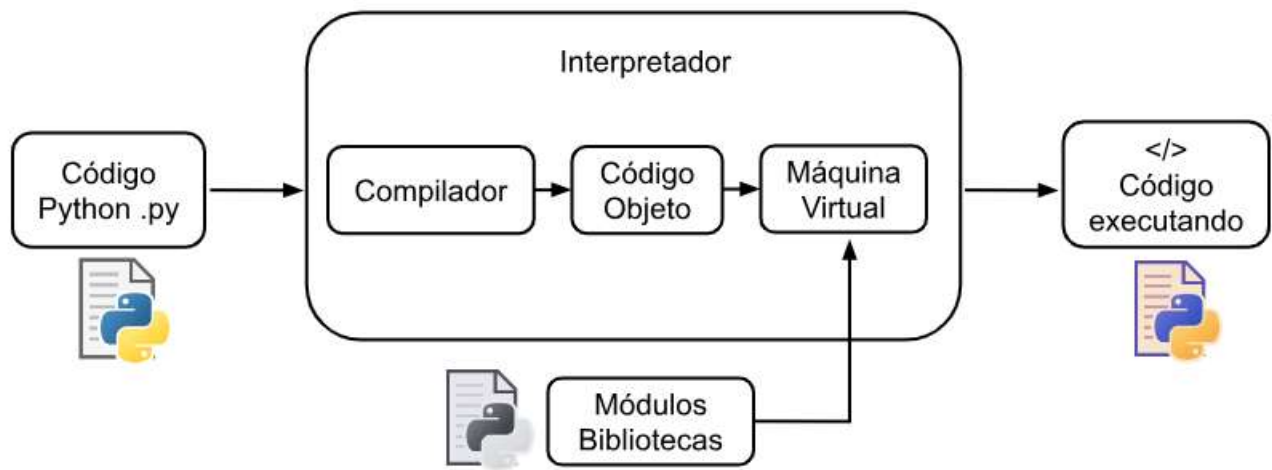 Interpretador
Código
Python .py
Compilador
Código
Objeto
Máquina
Virtual
</>
Código
executando
Módulos
Bibliotecas